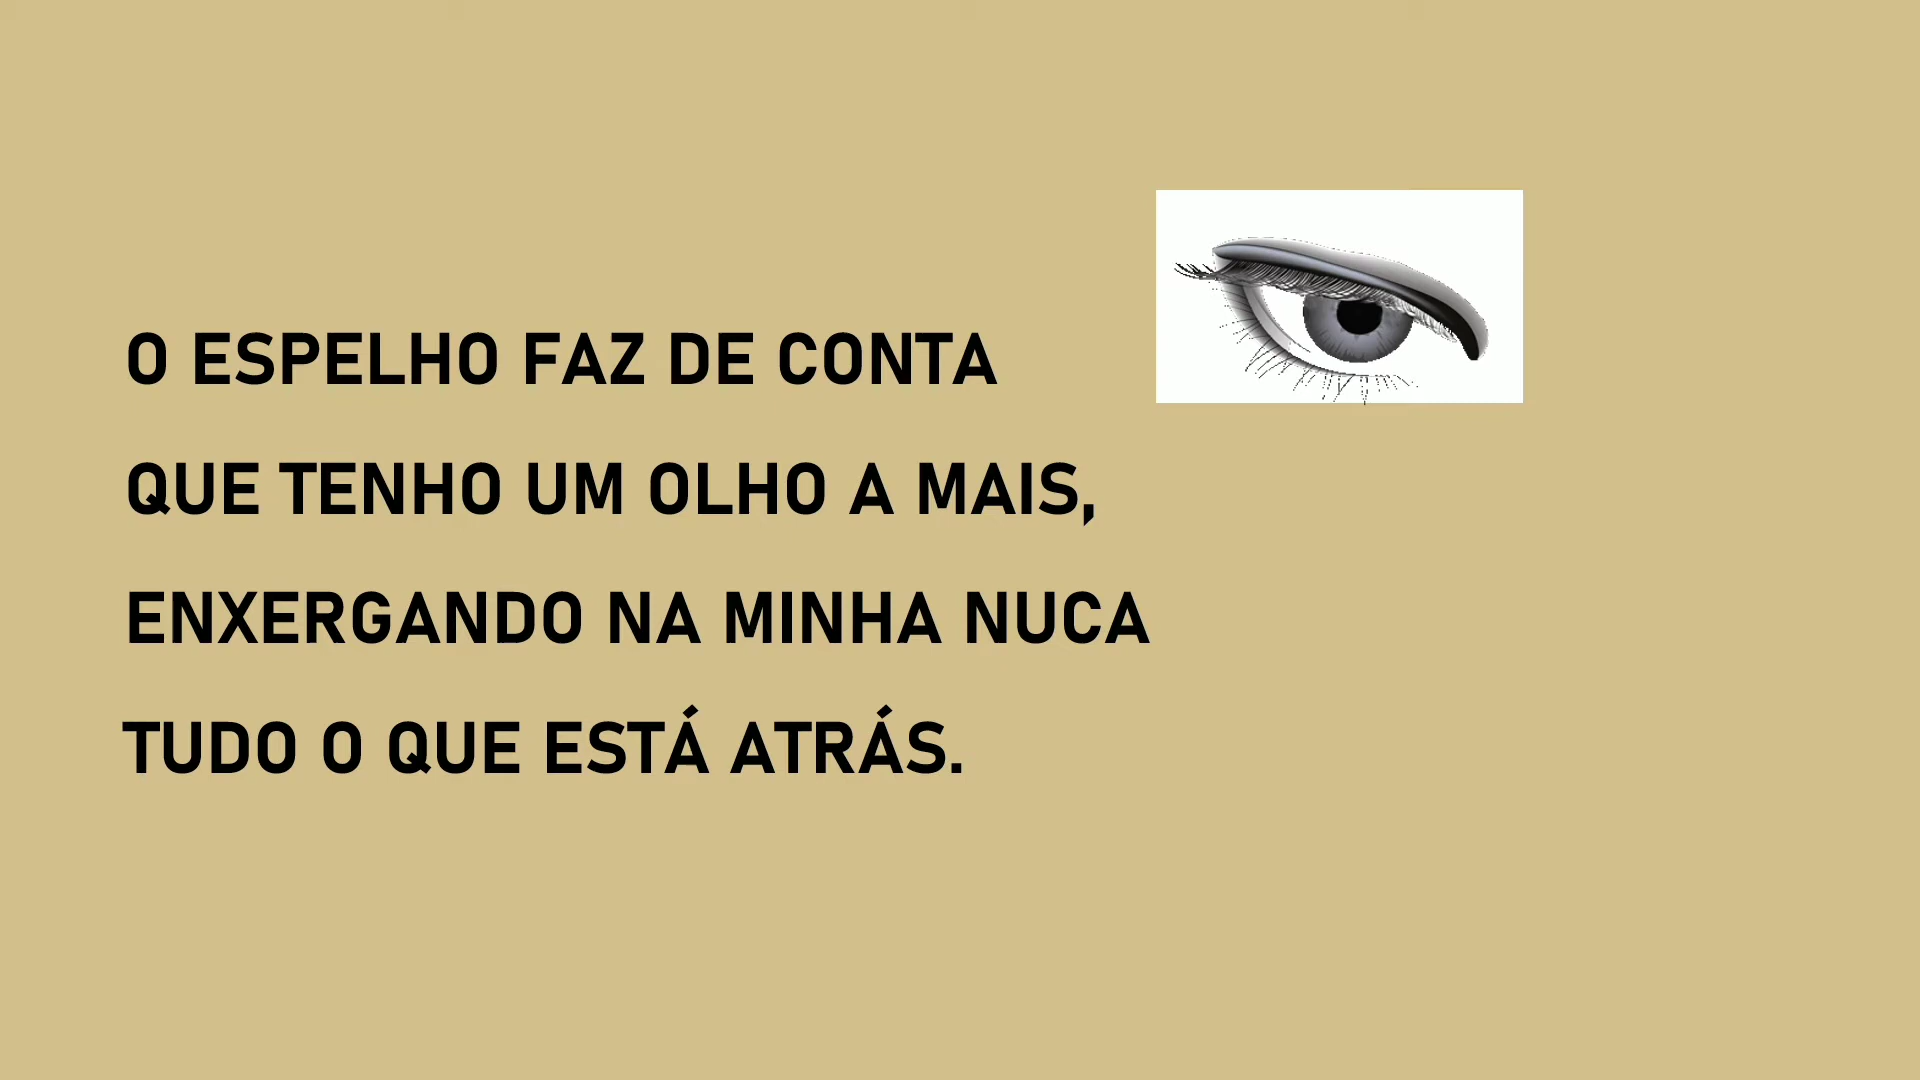 O ESPELHO FAZ DE CONTA
QUE TENHO UM OLHO A MAIS,
ENXERGANDO NA MINHA NUCA
TUDO O QUE ESTÁ ATRÁS.